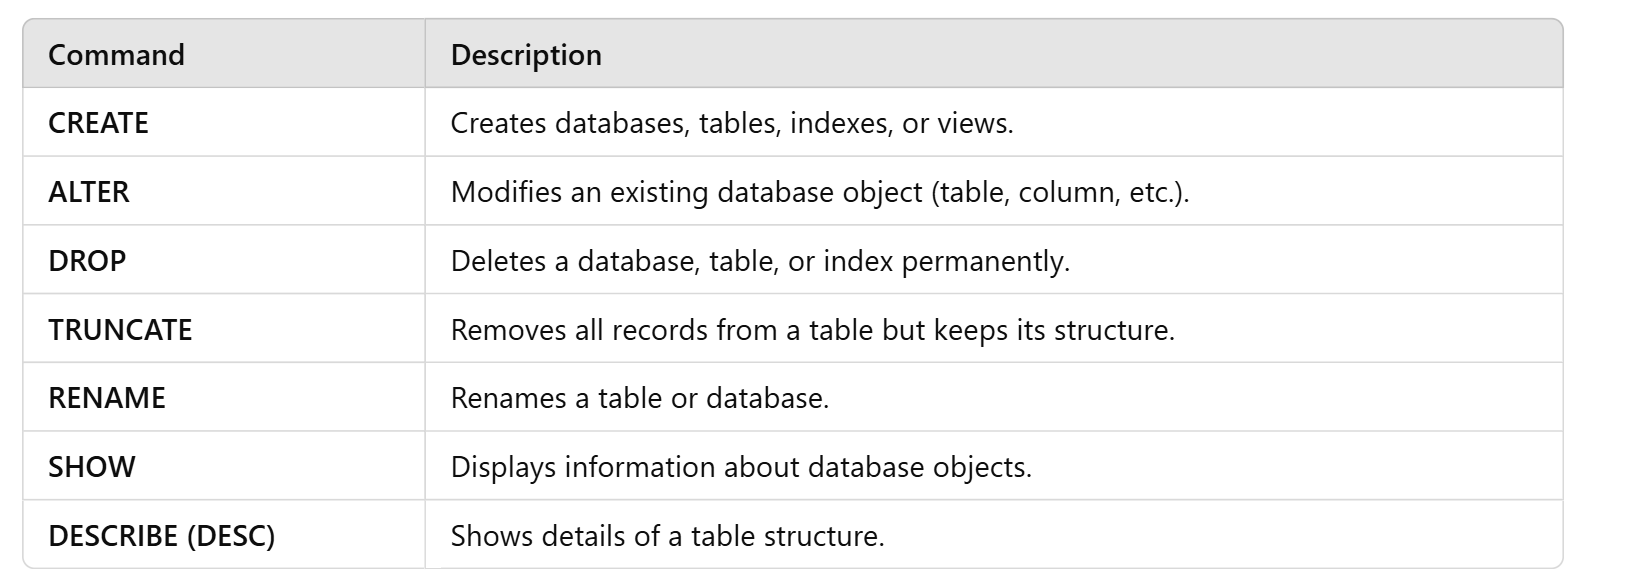 Command Description
CREATE Creates databases, tables, indexes, or views.
ALTER Modifies an existing database object (table, column, etc.).
DROP Deletes a database, table, or index permanently.
TRUNCATE Removes all records from a table but keeps its structure.
RENAME Renames a table or database.
SHOW Displays information about database objects.
DESCRIBE (DESC) Shows details of a table structure.